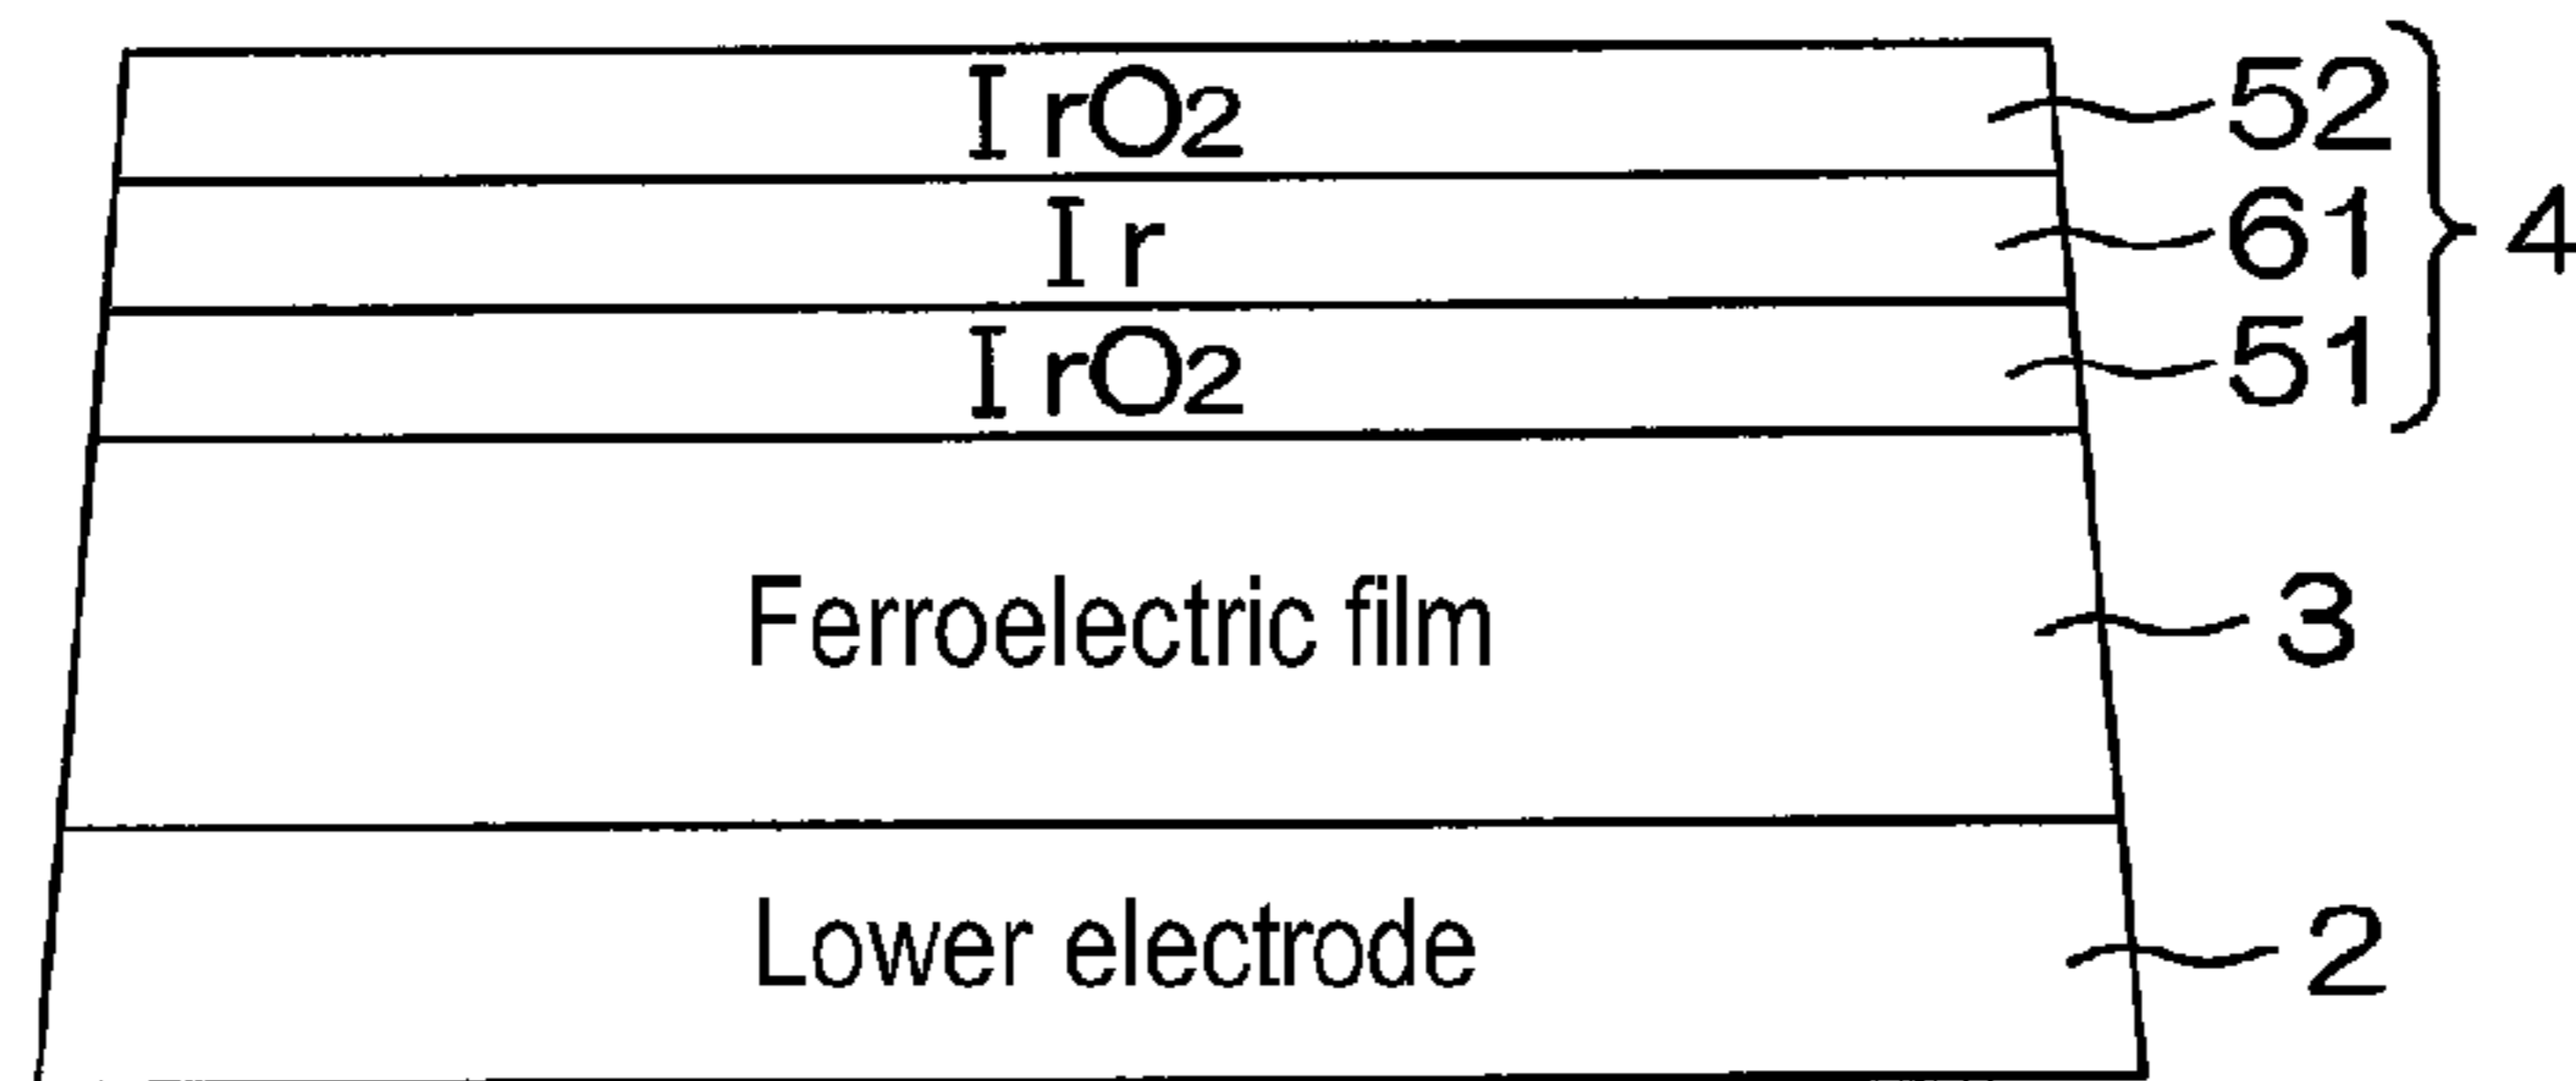 IrO2 52
Ir 61 4
IrO2 51
Ferroelectric film 3
Lower electrode 2